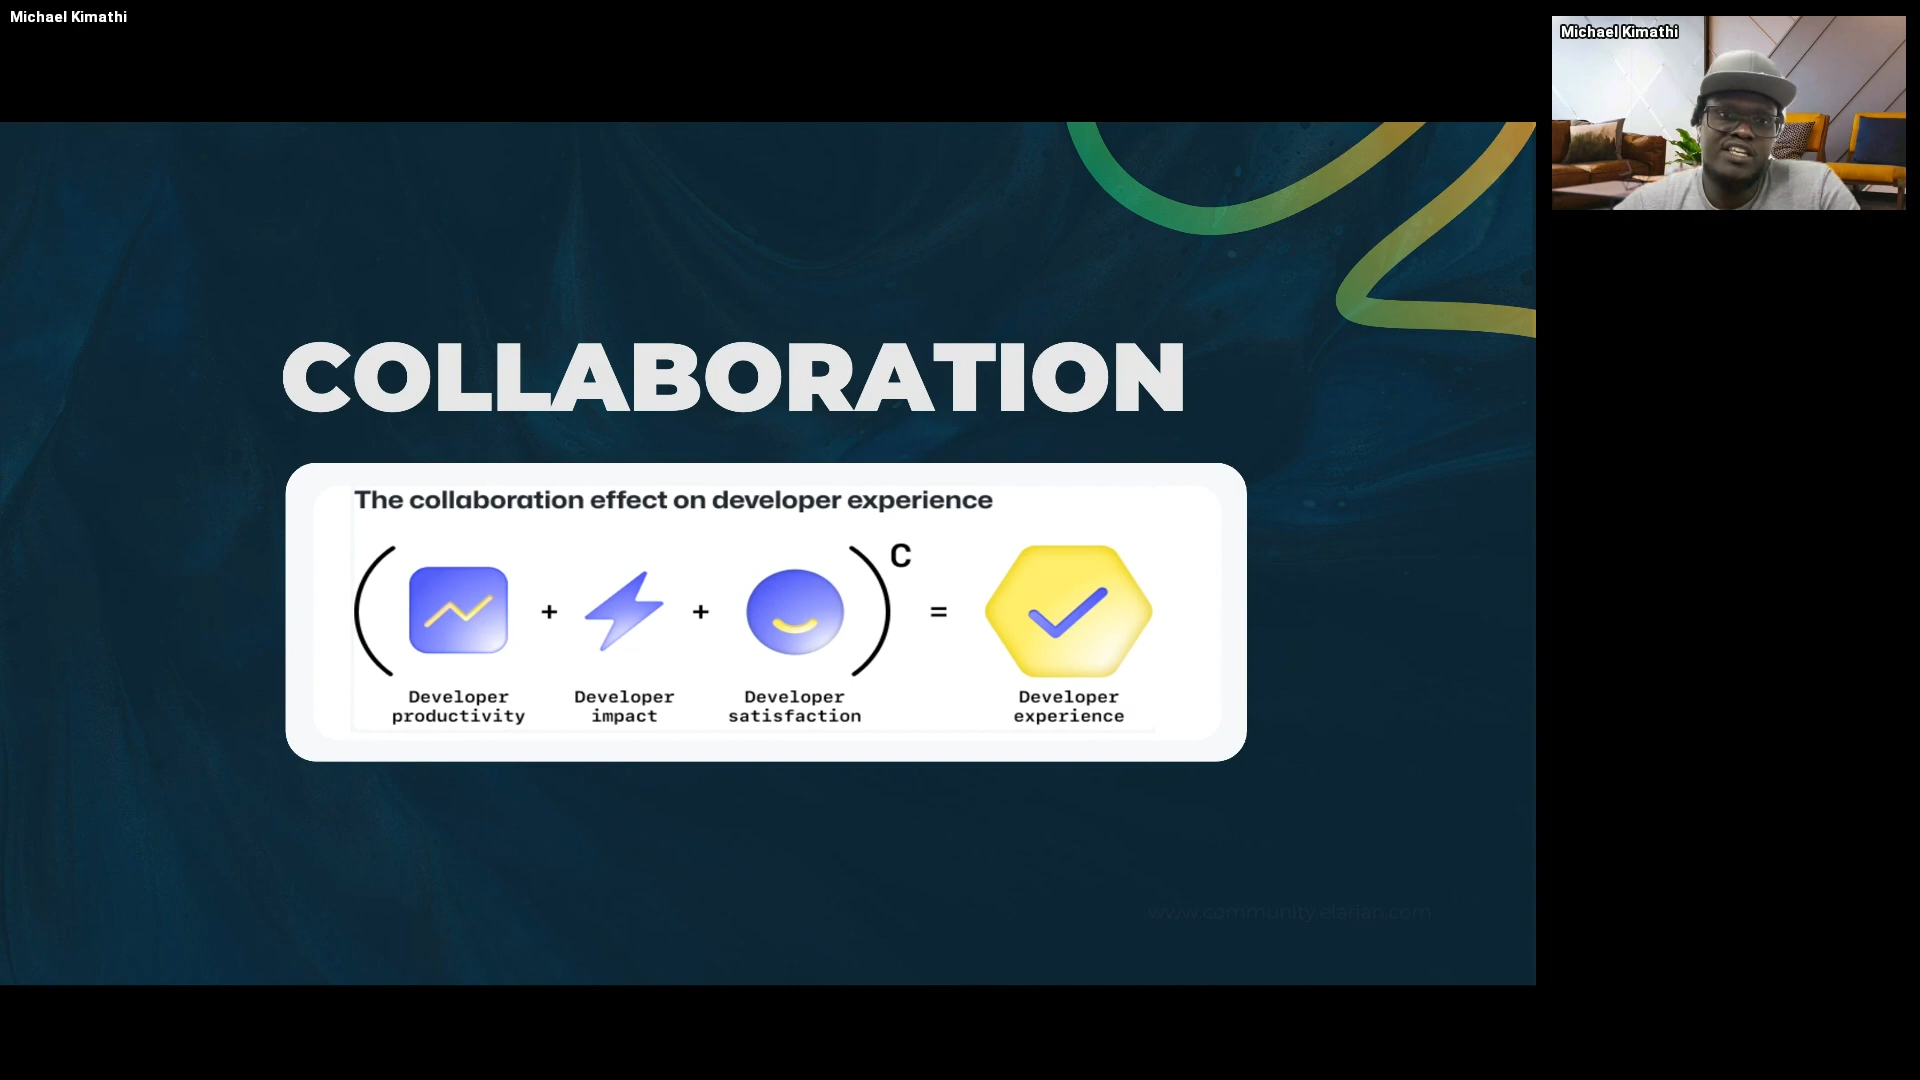 Michael Kimathi
Michael Kimathi
COLLABORATION
The collaboration effect on developer experience
C
+ + =
Developer productivity
Developer impact
Developer satisfaction
Developer experience
www.community.elarian.com